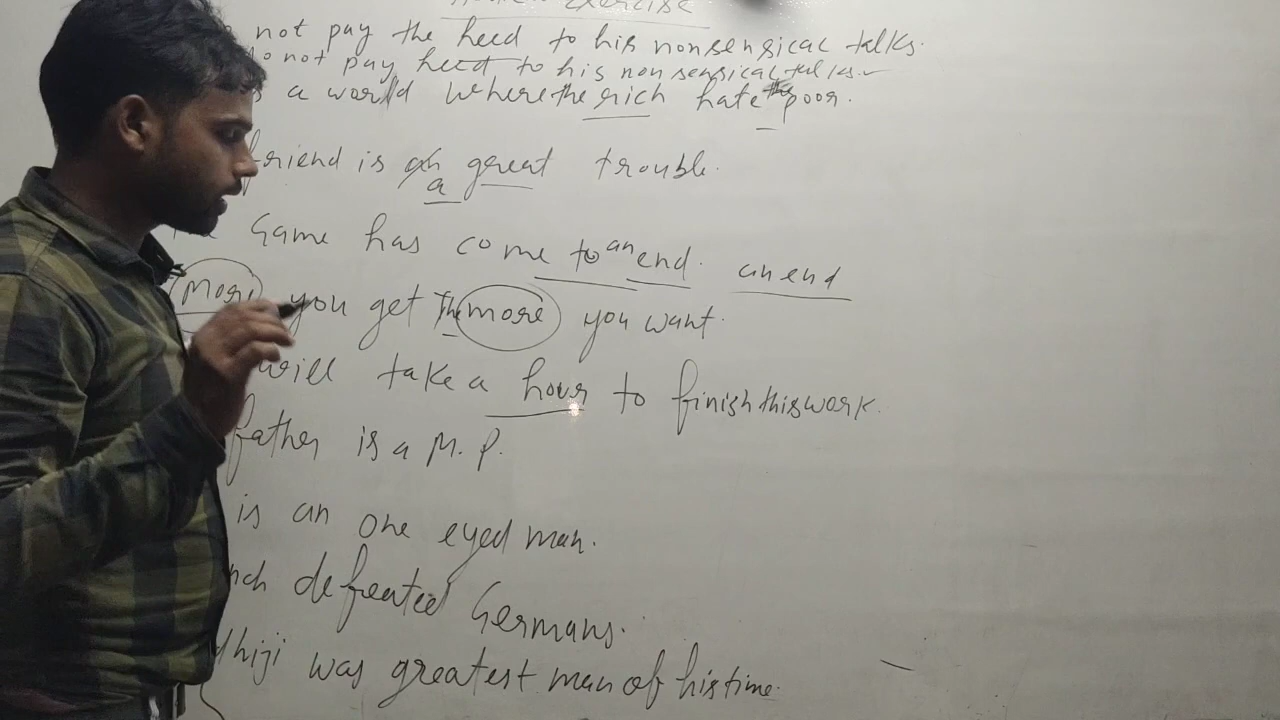 Exercise
not pay the heed to his nonsensical talks.
do not pay heed to his nonsensical talks.
a world Where the rich hate the poor.
friend is an a great trouble.
Game has come to an end. an end
More you get The more you want.
will take a hour to finish this work.
father is a M.P.
is an one eyed man.
nch defeated Germans.
dhiji was greatest man of his time.